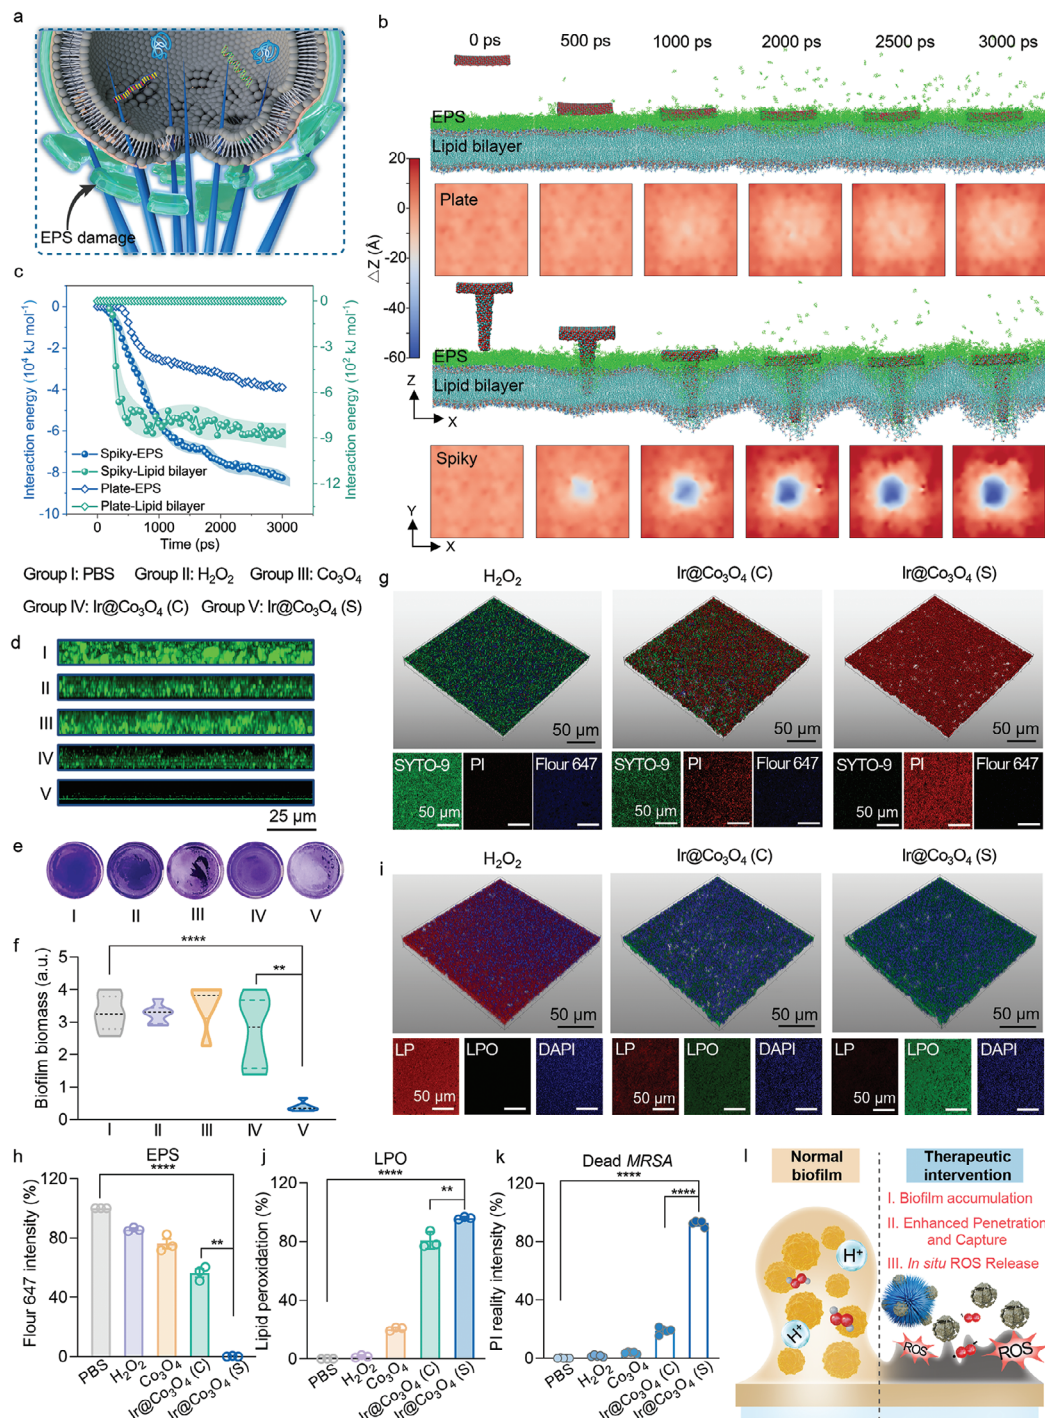 a
EPS damage
b
0 ps 500 ps 1000 ps 2000 ps 2500 ps 3000 ps
EPS
Lipid bilayer
20
0
-20
-40
-60
△Z (Å)
Plate
EPS
Lipid bilayer
Z
X
Spiky
Y
X
c
Interaction energy (10⁴ kJ mol⁻¹)
0
-2
-4
-6
-8
-10
Interaction energy (10² kJ mol⁻¹)
0
-3
-6
-9
-12
Spiky-EPS
Spiky-Lipid bilayer
Plate-EPS
Plate-Lipid bilayer
0 1000 2000 3000
Time (ps)
Group I: PBS Group II: H₂O₂ Group III: Co₃O₄
Group IV: Ir@Co₃O₄ (C) Group V: Ir@Co₃O₄ (S)
d
I
II
III
IV
V
25 μm
e
I II III IV V
f
Biofilm biomass (a.u.)
5
4
3
2
1
0
****
**
I II III IV V
g
H₂O₂ Ir@Co₃O₄ (C) Ir@Co₃O₄ (S)
50 μm 50 μm 50 μm
SYTO-9 PI Flour 647 SYTO-9 PI Flour 647 SYTO-9 PI Flour 647
50 μm 50 μm 50 μm
i
H₂O₂ Ir@Co₃O₄ (C) Ir@Co₃O₄ (S)
50 μm 50 μm 50 μm
LP LPO DAPI LP LPO DAPI LP LPO DAPI
50 μm 50 μm 50 μm
h
EPS
****
**
Flour 647 intensity (%)
120
80
40
0
PBS H₂O₂ Co₃O₄ Ir@Co₃O₄ (C) Ir@Co₃O₄ (S)
j
LPO
****
**
Lipid peroxidation (%)
120
80
40
0
PBS H₂O₂ Co₃O₄ Ir@Co₃O₄ (C) Ir@Co₃O₄ (S)
k
Dead MRSA
****
****
PI reality intensity (%)
120
80
40
0
PBS H₂O₂ Co₃O₄ Ir@Co₃O₄ (C) Ir@Co₃O₄ (S)
l
Normal
biofilm
H⁺
H⁺
Therapeutic
intervention
I. Biofilm accumulation
II. Enhanced Penetration
and Capture
III. In situ ROS Release
ROS
ROS